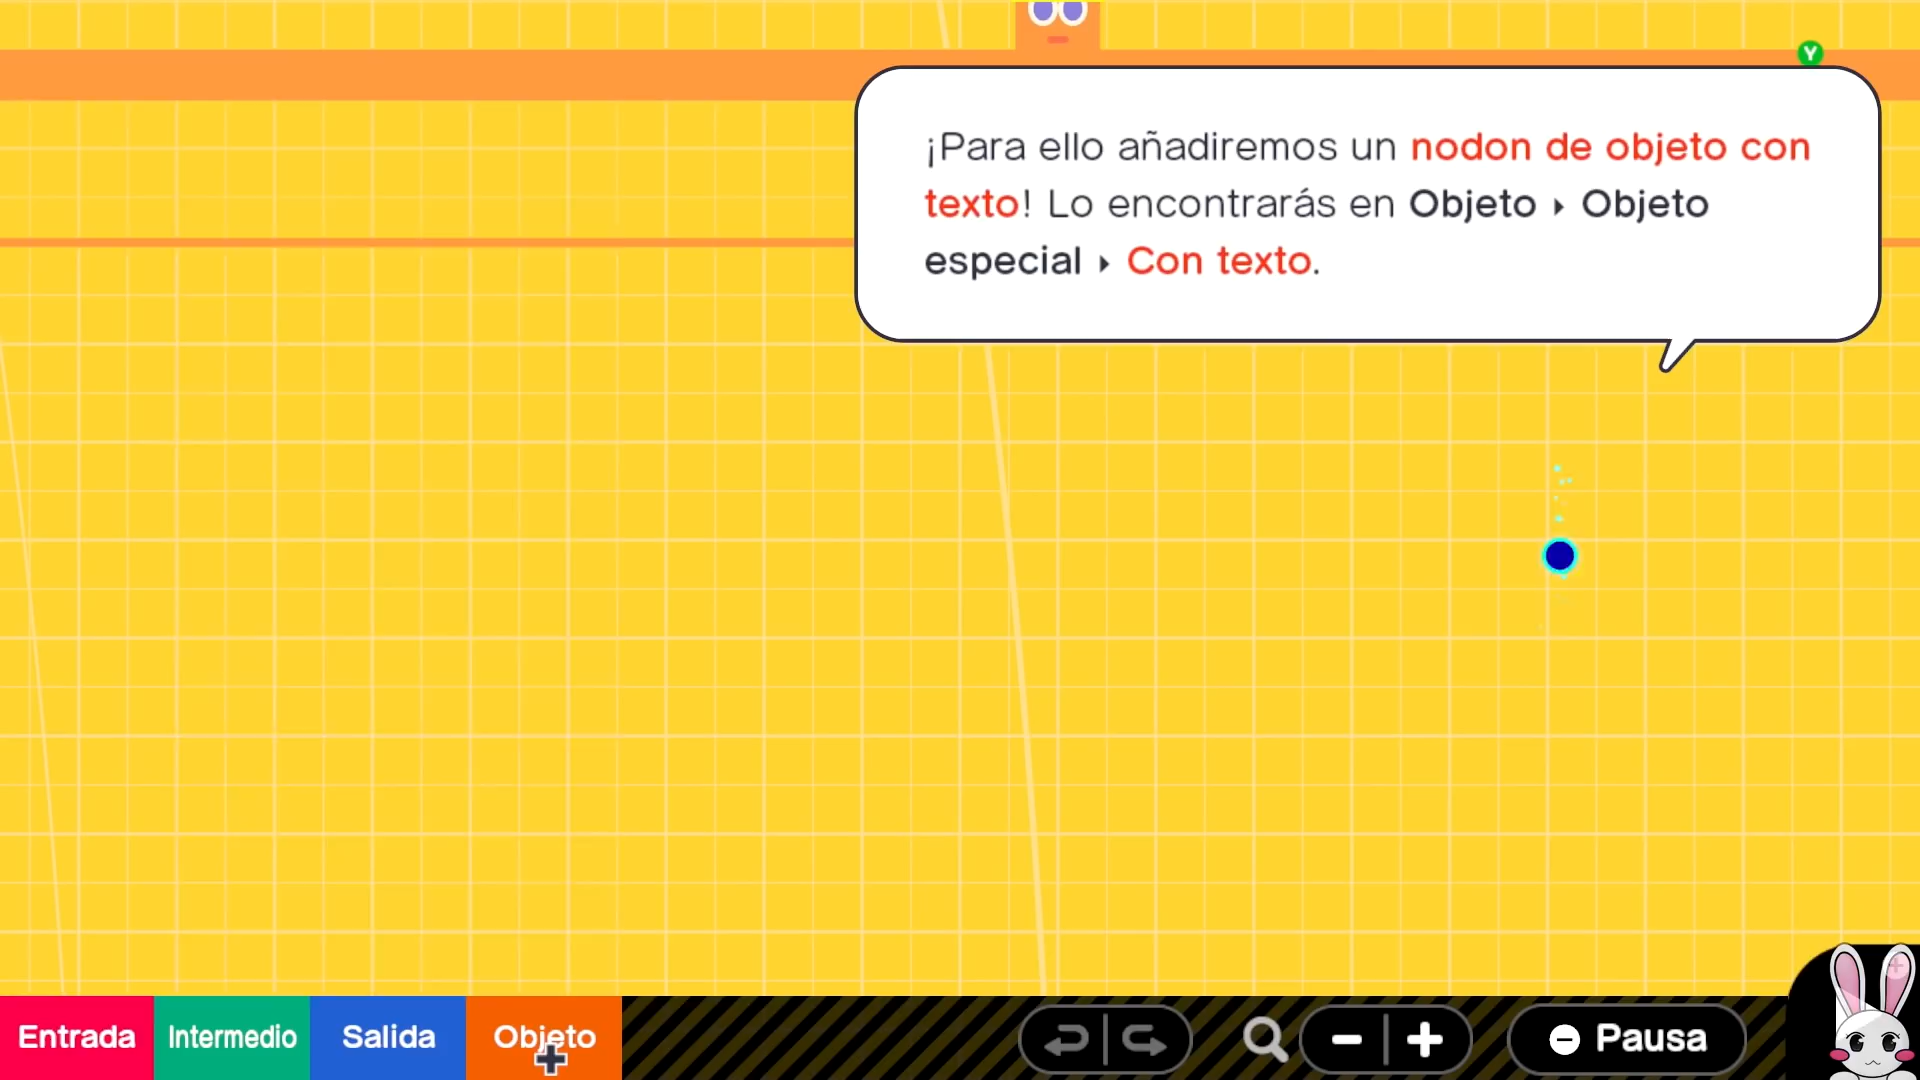 Y
¡Para ello añadiremos un nodon de objeto con
texto! Lo encontrarás en Objeto ▸ Objeto
especial ▸ Con texto.
Entrada Intermedio Salida Objeto Pausa